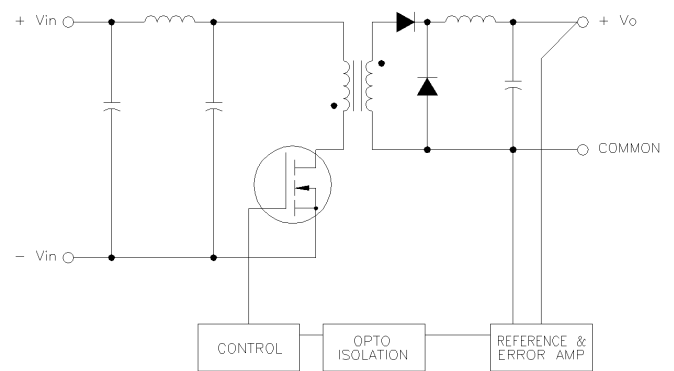 + Vin
+ Vo
COMMON
- Vin
CONTROL
OPTO
ISOLATION
REFERENCE &
ERROR AMP